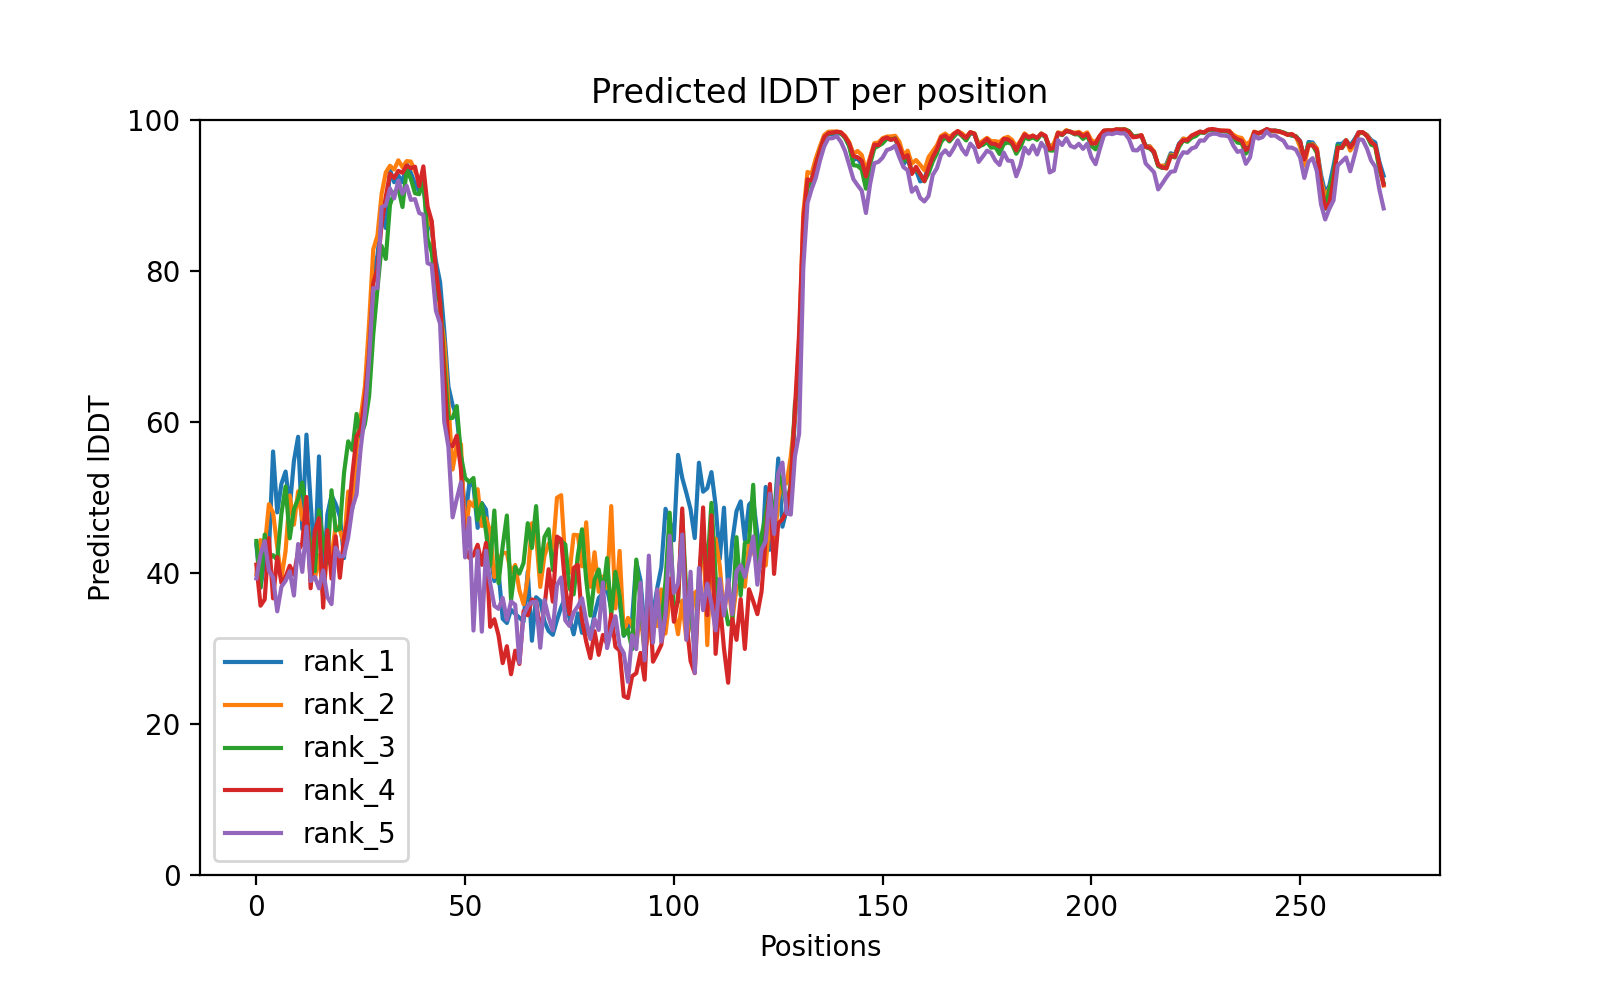 Predicted lDDT per position
100
80
60
40
20
0
Predicted lDDT
rank_1
rank_2
rank_3
rank_4
rank_5
0 50 100 150 200 250
Positions